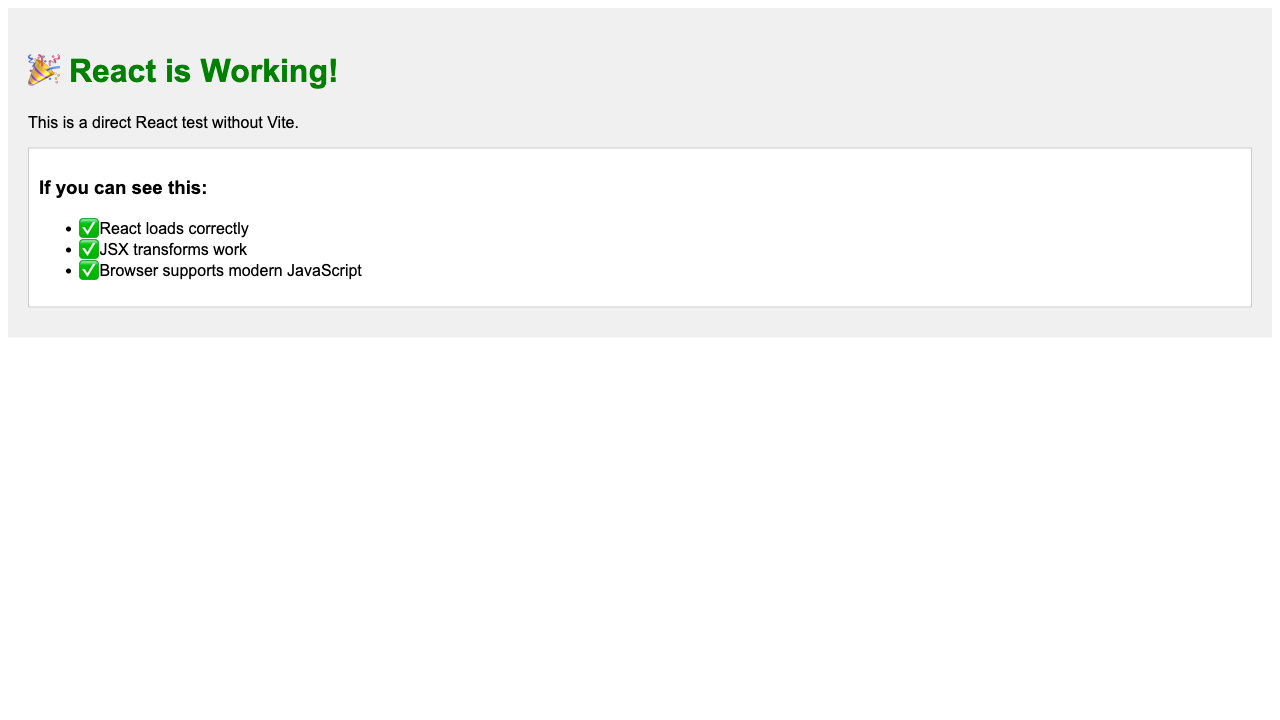 🎉 React is Working!
This is a direct React test without Vite.
If you can see this:
• ✅React loads correctly
• ✅JSX transforms work
• ✅Browser supports modern JavaScript